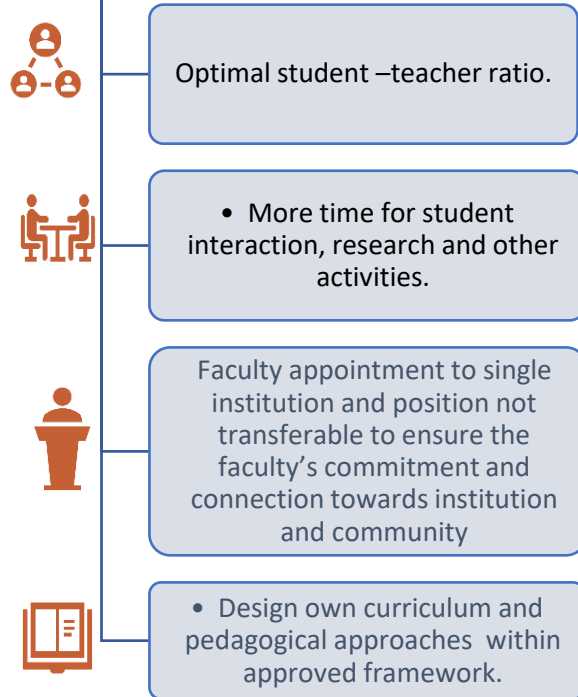 Optimal student –teacher ratio.
• More time for student
interaction, research and other
activities.
Faculty appointment to single
institution and position not
transferable to ensure the
faculty’s commitment and
connection towards institution
and community
• Design own curriculum and
pedagogical approaches  within
approved framework.